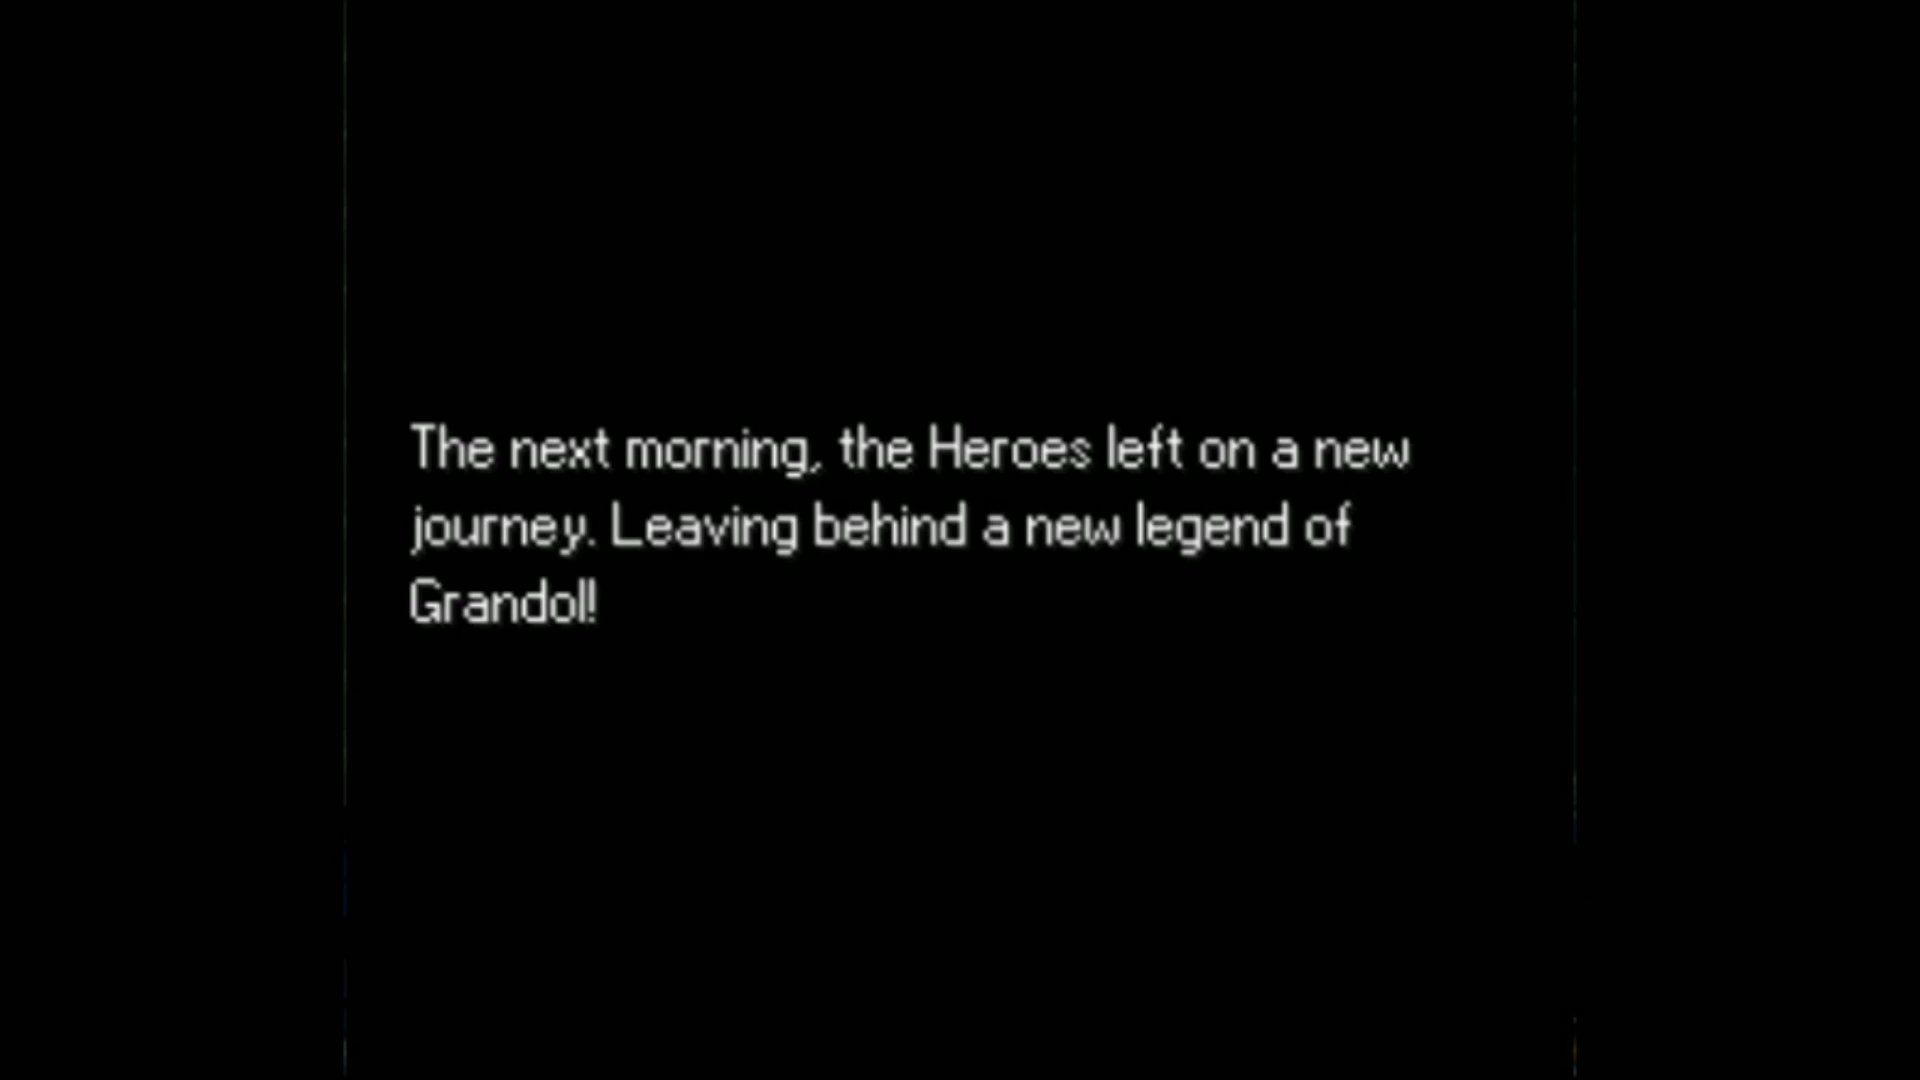 The next morning, the Heroes left on a new
journey. Leaving behind a new legend of
Grandol!